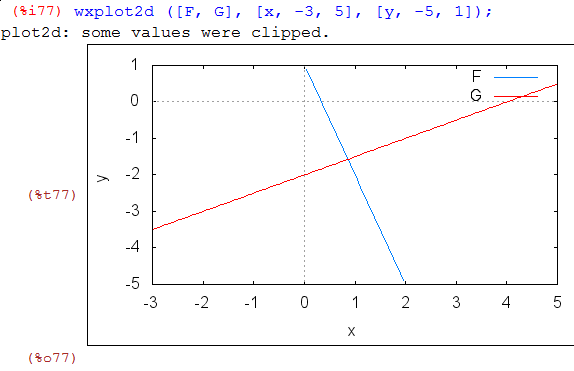 (%i77) wxplot2d ([F, G], [x, -3, 5], [y, -5, 1]);
plot2d: some values were clipped.
(%t77)
1
0
-1
-2
-3
-4
-5
y
F
G
-3 -2 -1 0 1 2 3 4 5
x
(%o77)